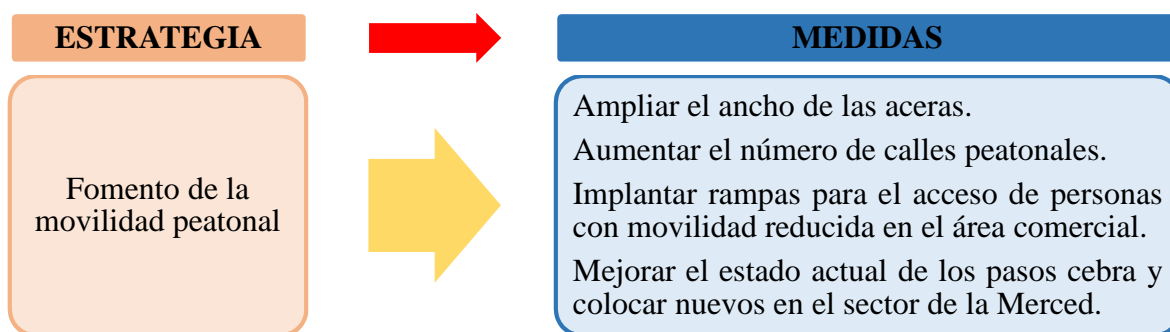 ESTRATEGIA
MEDIDAS
Fomento de la
movilidad peatonal
Ampliar el ancho de las aceras.
Aumentar el número de calles peatonales.
Implantar rampas para el acceso de personas
con movilidad reducida en el área comercial.
Mejorar el estado actual de los pasos cebra y
colocar nuevos en el sector de la Merced.